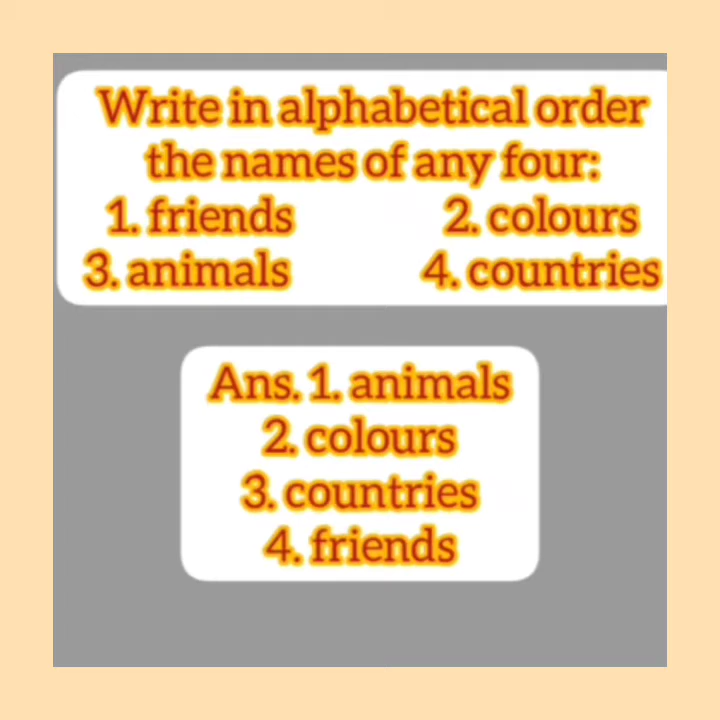 Write in alphabetical order
the names of any four:
1. friends 2. colours
3. animals 4. countries
Ans. 1. animals
2. colours
3. countries
4. friends